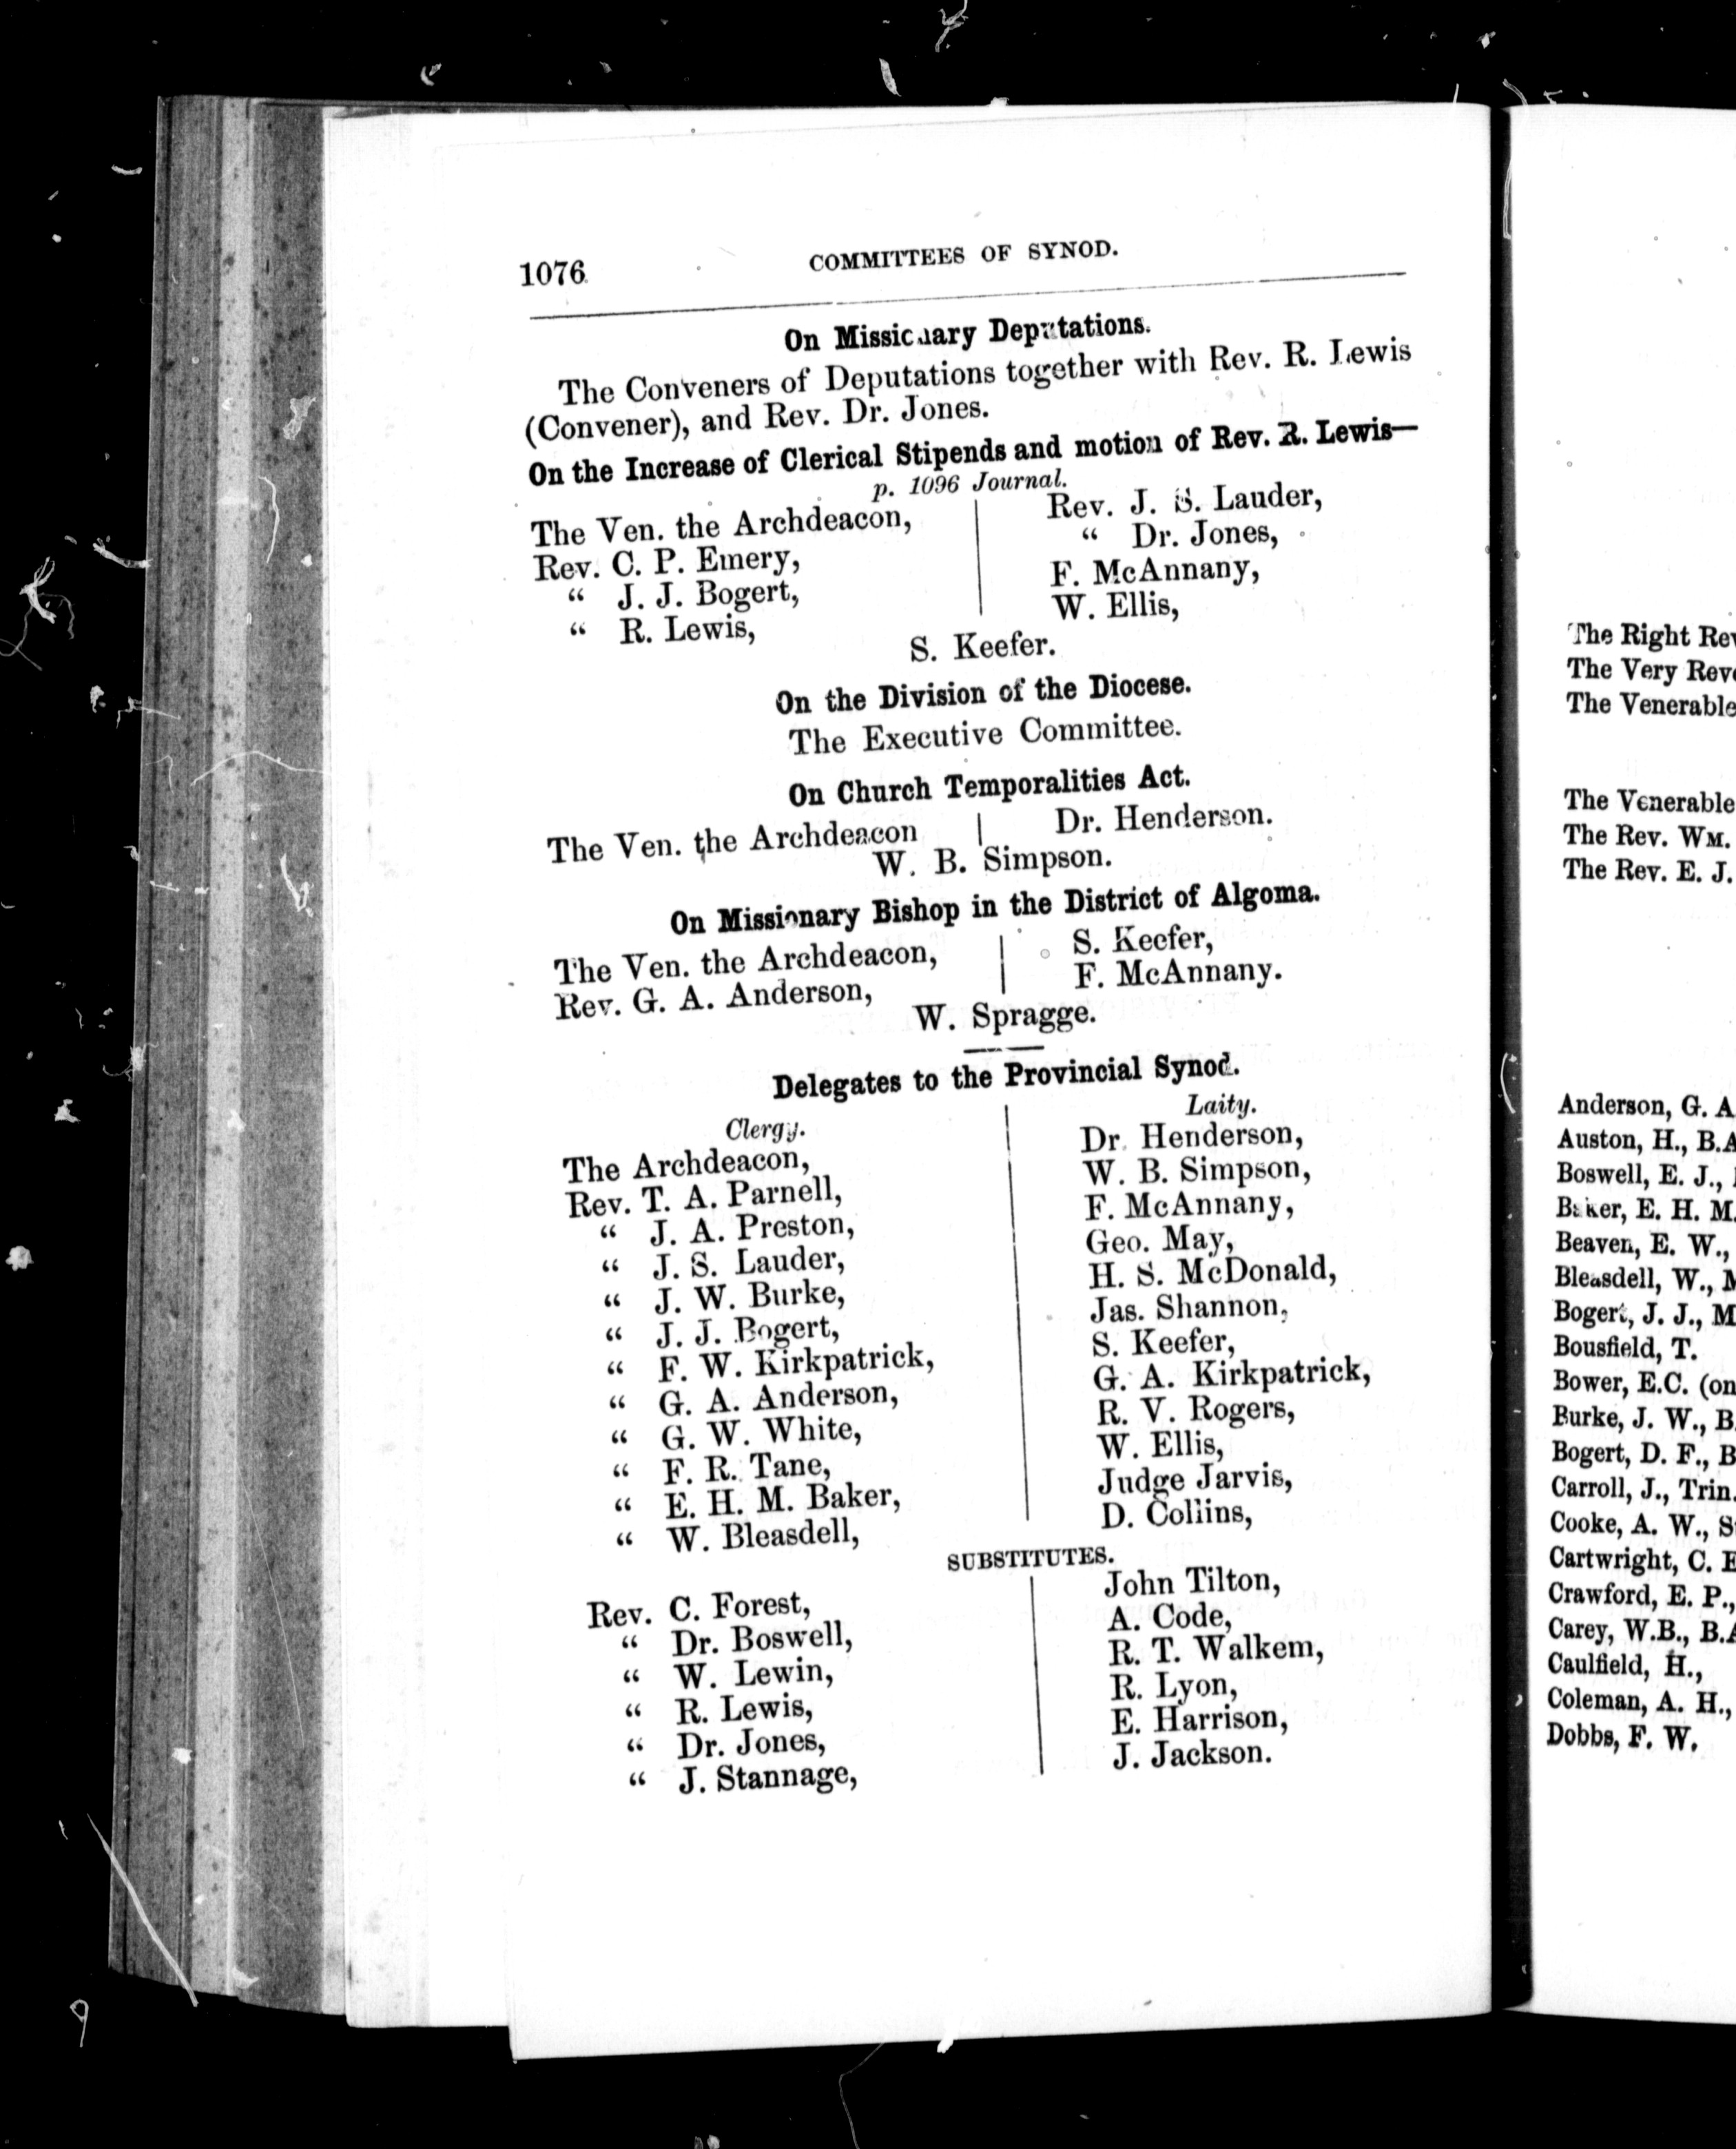 1076
COMMITTEES OF SYNOD.
On Missionary Deputations.
The Conveners of Deputations together with Rev. R. Lewis
(Convener), and Rev. Dr. Jones.
On the Increase of Clerical Stipends and motion of Rev. R. Lewis—
p. 1096 Journal.
The Ven. the Archdeacon,
Rev. C. P. Emery,
“ J. J. Bogert,
“ R. Lewis,
Rev. J. S. Lauder,
“ Dr. Jones,
F. McAnnany,
W. Ellis,
S. Keefer.
On the Division of the Diocese.
The Executive Committee.
On Church Temporalities Act.
The Ven. the Archdeacon
Dr. Henderson.
W. B. Simpson.
On Missionary Bishop in the District of Algoma.
The Ven. the Archdeacon,
Rev. G. A. Anderson,
S. Keefer,
F. McAnnany.
W. Spragge.
Delegates to the Provincial Synod.
Clergy.
The Archdeacon,
Rev. T. A. Parnell,
“ J. A. Preston,
“ J. S. Lauder,
“ J. W. Burke,
“ J. J. Bogert,
“ F. W. Kirkpatrick,
“ G. A. Anderson,
“ G. W. White,
“ F. R. Tane,
“ E. H. M. Baker,
“ W. Bleasdell,
Laity.
Dr. Henderson,
W. B. Simpson,
F. McAnnany,
Geo. May,
H. S. McDonald,
Jas. Shannon,
S. Keefer,
G. A. Kirkpatrick,
R. V. Rogers,
W. Ellis,
Judge Jarvis,
D. Collins,
SUBSTITUTES.
Rev. C. Forest,
“ Dr. Boswell,
“ W. Lewin,
“ R. Lewis,
“ Dr. Jones,
“ J. Stannage,
John Tilton,
A. Code,
R. T. Walkem,
R. Lyon,
E. Harrison,
J. Jackson.
The Right Rev
The Very Reve
The Venerable
The Venerable
The Rev. WM.
The Rev. E. J.
Anderson, G. A
Auston, H., B.A
Boswell, E. J.,
Baker, E. H. M.
Beaven, E. W.,
Bleasdell, W., M
Bogert, J. J., M
Bousfield, T.
Bower, E.C. (on
Burke, J. W., B.
Bogert, D. F., B
Carroll, J., Trin.
Cooke, A. W., S
Cartwright, C. E
Crawford, E. P.,
Carey, W.B., B.A
Caulfield, H.,
Coleman, A. H.,
Dobbs, F. W.